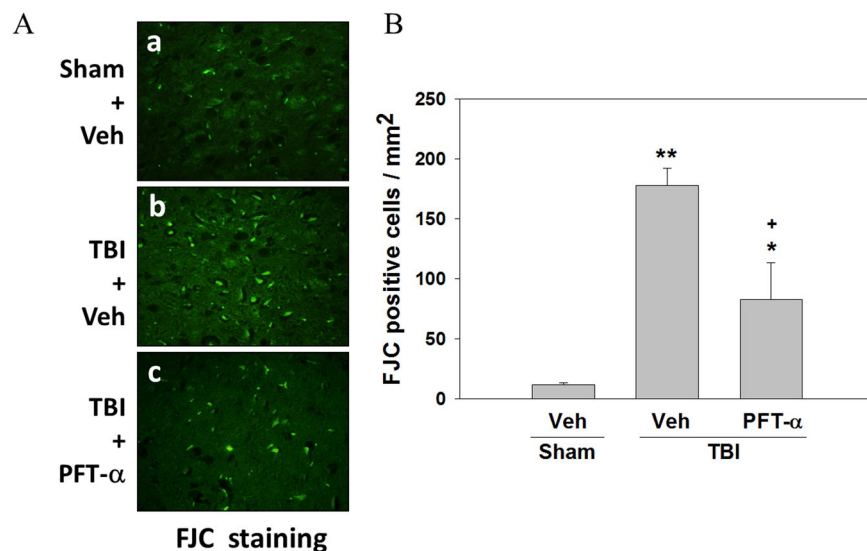 A
a
Sham
+
Veh
b
TBI
+
Veh
c
TBI
+
PFT-α
FJC staining
B
FJC positive cells / mm²
250
200
150
100
50
0
**
+
*
Veh Veh PFT-α
Sham TBI